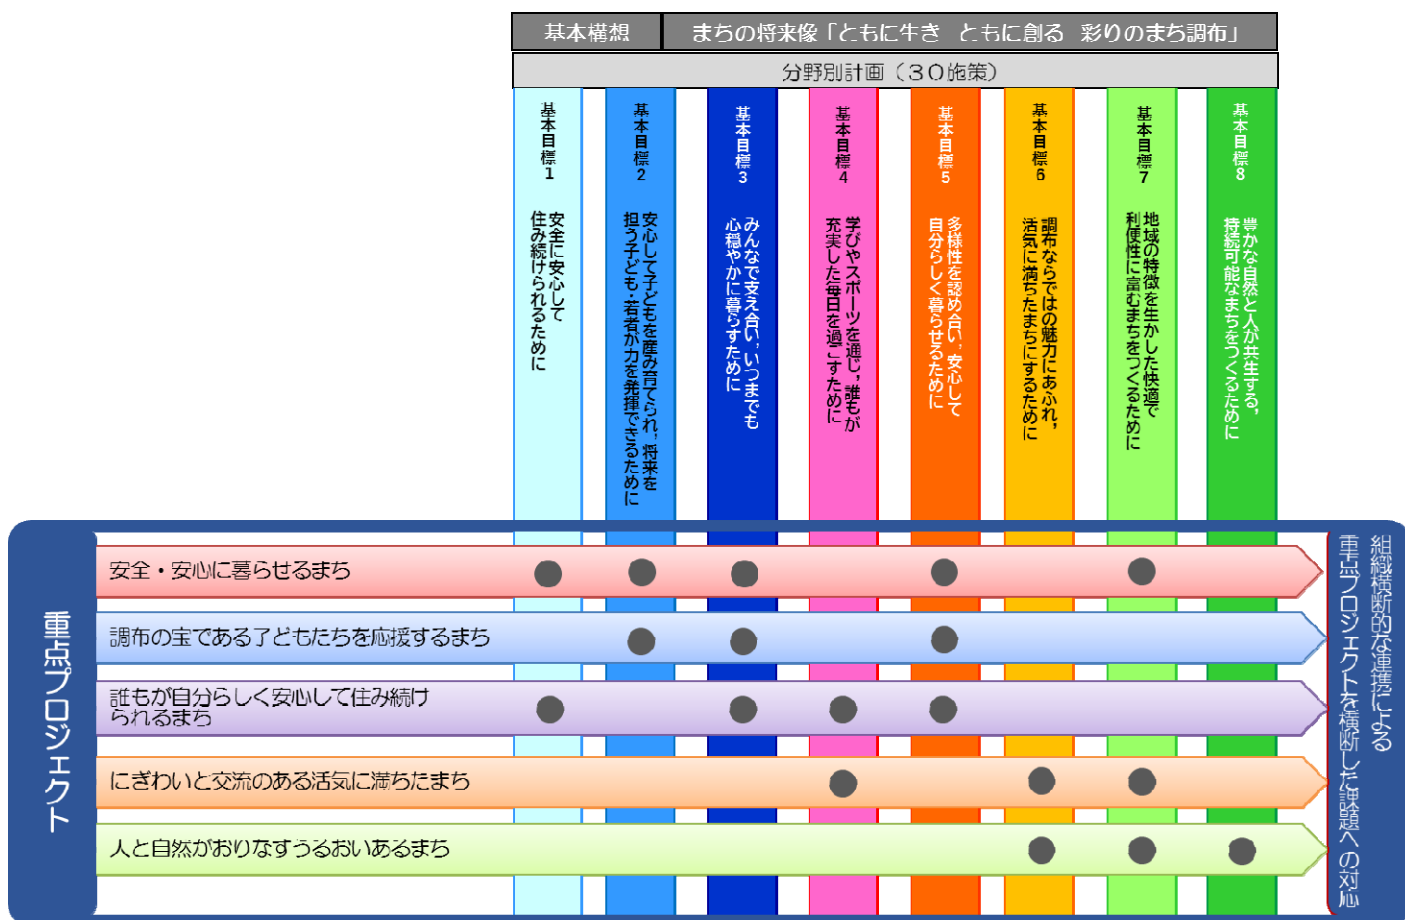 基本構想
まちの将来像「ともに生き　ともに創る　彩りのまち調布」
分野別計画（３０施策）
基本目標1
安全に安心して
住み続けられるために
基本目標2
安心して子どもを産み育てられ，将来を
担う子ども・若者が力を発揮できるために
基本目標3
みんなで支え合い，いつまでも
心穏やかに暮らすために
基本目標4
学びやスポーツを通じ，誰もが
充実した毎日を過ごすために
基本目標5
多様性を認め合い，安心して
自分らしく暮らせるために
基本目標6
調布ならではの魅力にあふれ，
活気に満ちたまちにするために
基本目標7
地域の特徴を生かした快適で
利便性に富むまちをつくるために
基本目標8
豊かな自然と人が共生する，
持続可能なまちをつくるために
重点プロジェクト
安全・安心に暮らせるまち
調布の宝である子どもたちを応援するまち
誰もが自分らしく安心して住み続け
られるまち
にぎわいと交流のある活気に満ちたまち
人と自然がおりなすうるおいあるまち
組織横断的な連携による
重点プロジェクトを横断した課題への対応